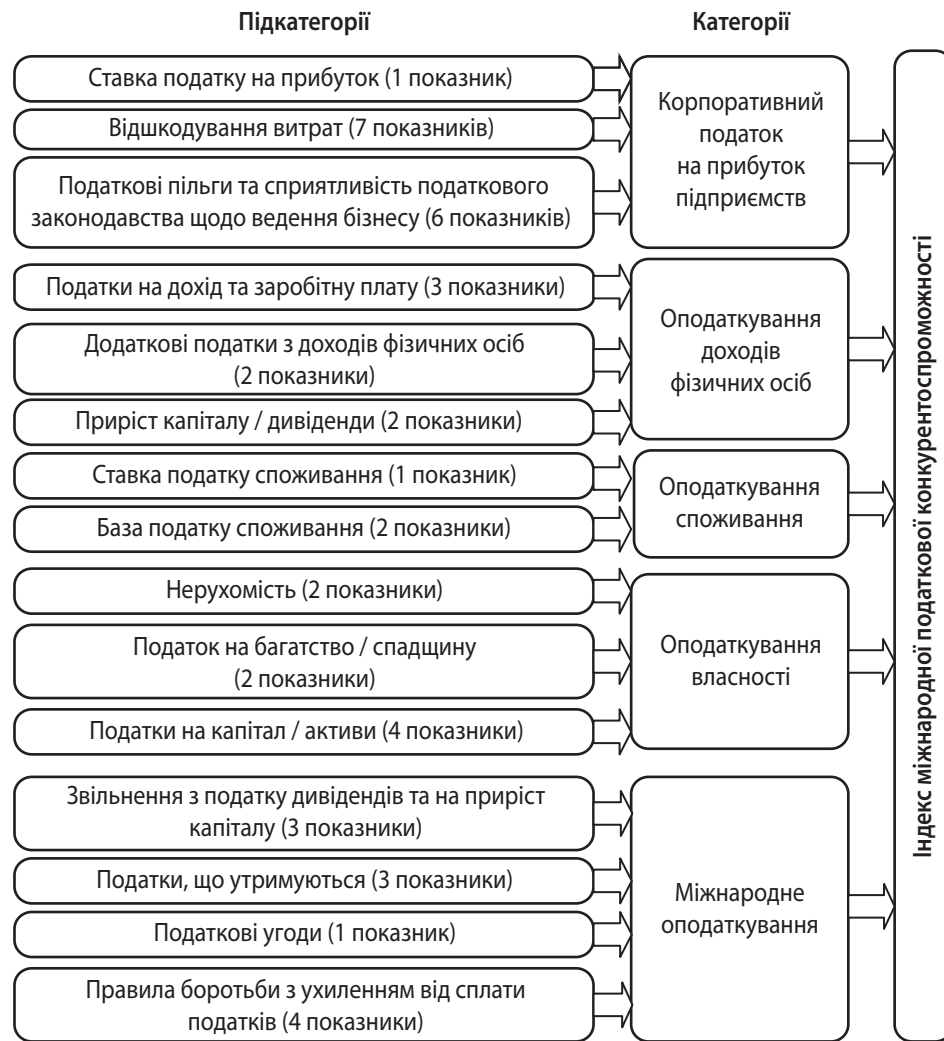 Підкатегорії
Категорії
Ставка податку на прибуток (1 показник)
Відшкодування витрат (7 показників)
Податкові пільги та сприятливість податкового
законодавства щодо ведення бізнесу (6 показників)
Корпоративний
податок
на прибуток
підприємств
Податки на дохід та заробітну плату (3 показники)
Додаткові податки з доходів фізичних осіб
(2 показники)
Приріст капіталу / дивіденди (2 показники)
Оподаткування
доходів
фізичних осіб
Ставка податку споживання (1 показник)
База податку споживання (2 показники)
Оподаткування
споживання
Нерухомість (2 показники)
Податок на багатство / спадщину
(2 показники)
Податки на капітал / активи (4 показники)
Оподаткування
власності
Звільнення з податку дивідендів та на приріст
капіталу (3 показники)
Податки, що утримуються (3 показники)
Податкові угоди (1 показник)
Правила боротьби з ухиленням від сплати
податків (4 показники)
Міжнародне
оподаткування
Індекс міжнародної податкової конкурентоспроможності